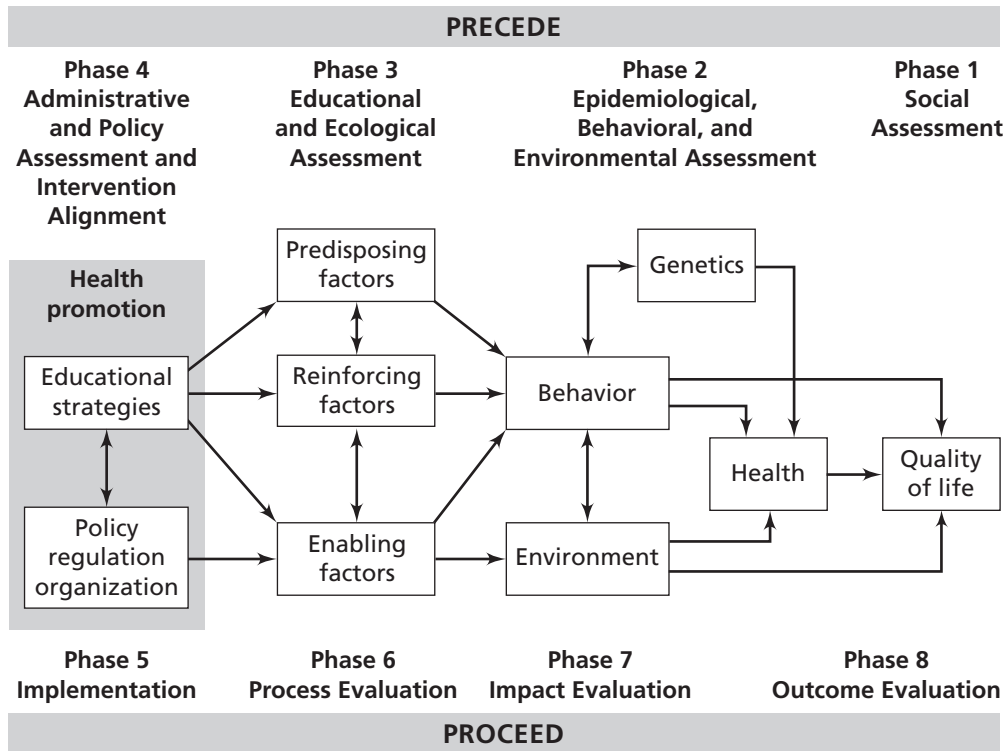 PRECEDE
Phase 4
Administrative
and Policy
Assessment and
Intervention
Alignment
Phase 3
Educational
and Ecological
Assessment
Phase 2
Epidemiological,
Behavioral, and
Environmental Assessment
Phase 1
Social
Assessment
Health
promotion
Educational
strategies
Policy
regulation
organization
Predisposing
factors
Reinforcing
factors
Enabling
factors
Genetics
Behavior
Environment
Health
Quality
of life
Phase 5
Implementation
Phase 6
Process Evaluation
Phase 7
Impact Evaluation
Phase 8
Outcome Evaluation
PROCEED